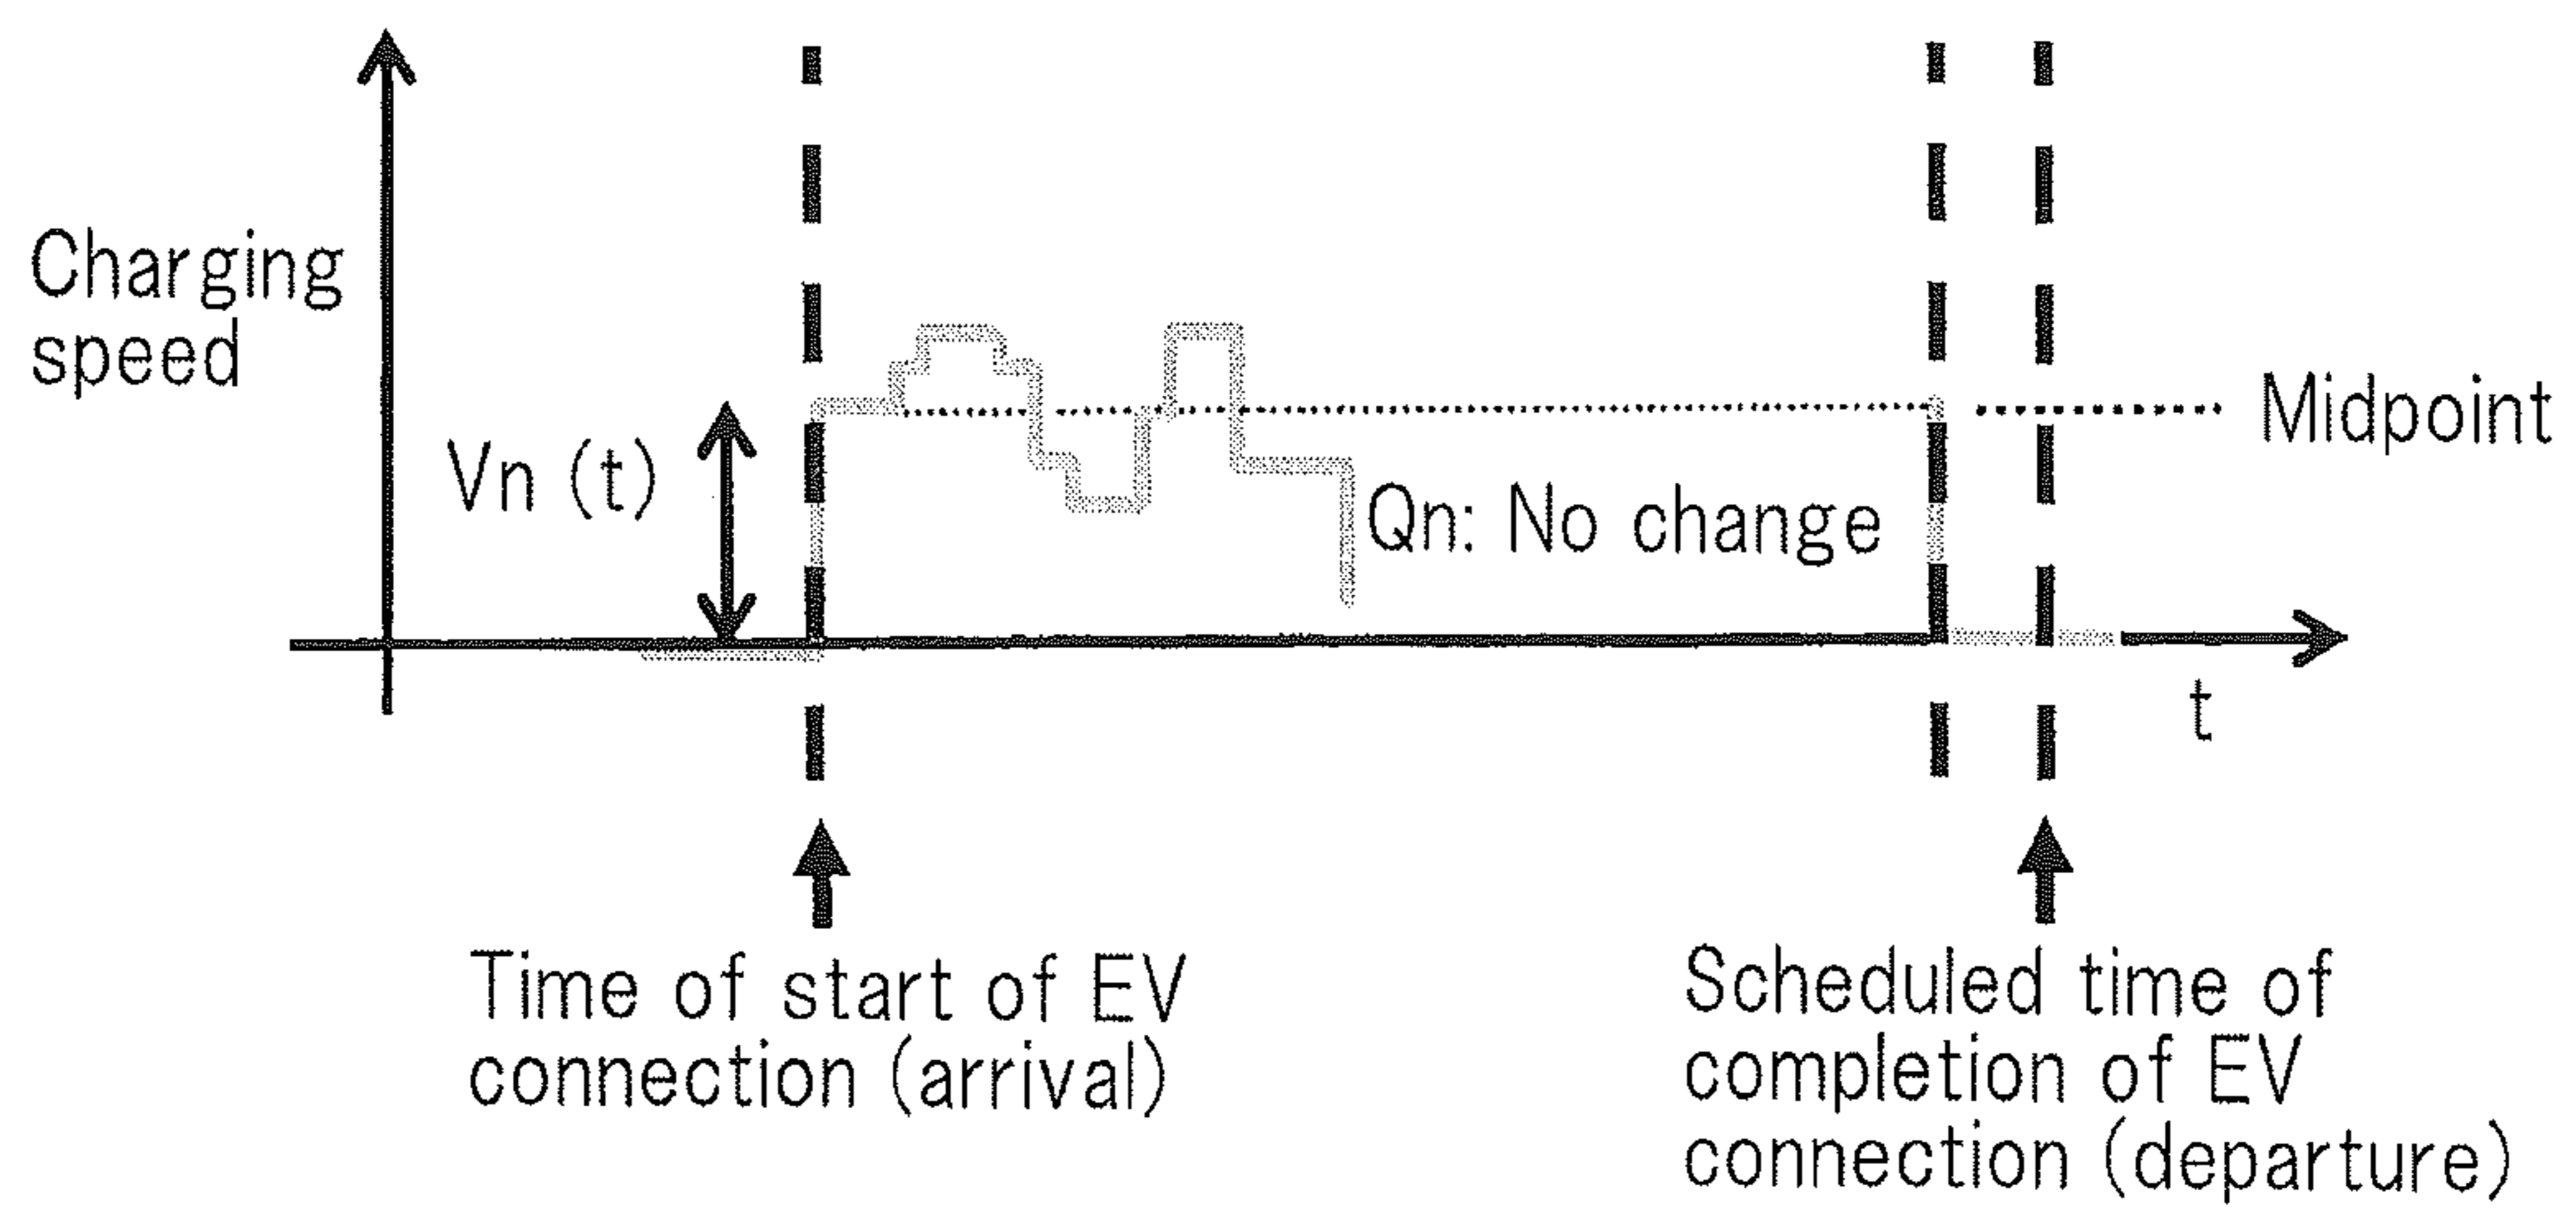 Charging
speed
Vn (t)
Midpoint
Qn: No change
t
Time of start of EV
connection (arrival)
Scheduled time of
completion of EV
connection (departure)